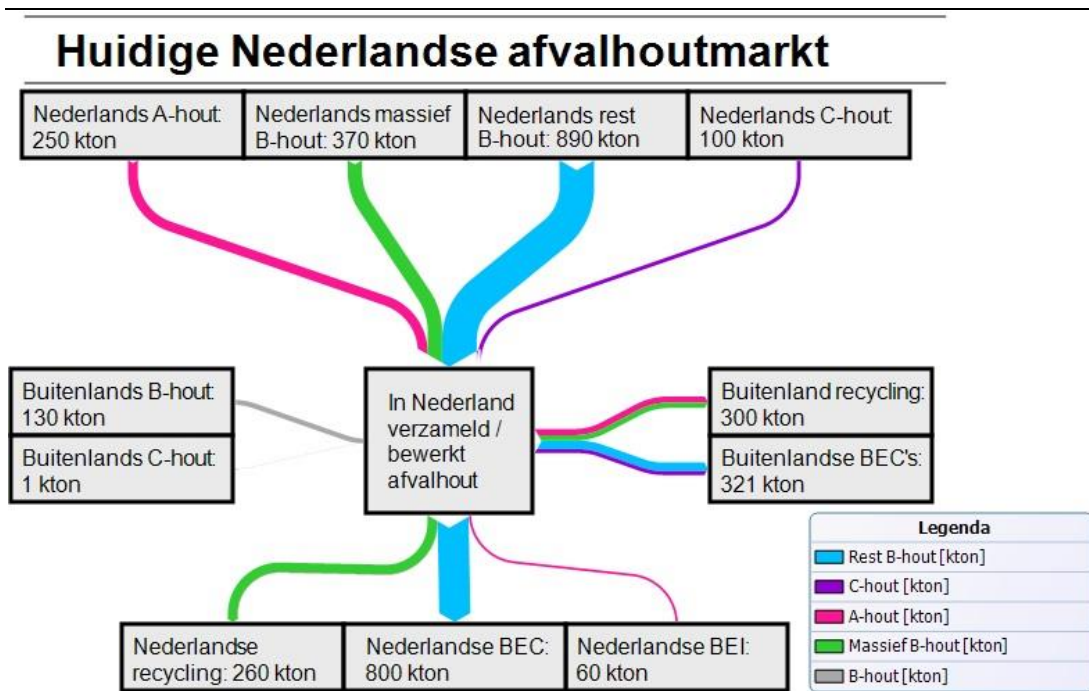 Huidige Nederlandse afvalhoutmarkt
Nederlands A-hout:
250 kton
Nederlands massief
B-hout: 370 kton
Nederlands rest
B-hout: 890 kton
Nederlands C-hout:
100 kton
Buitenlands B-hout:
130 kton
Buitenlands C-hout:
1 kton
In Nederland
verzameld /
bewerkt
afvalhout
Buitenland recycling:
300 kton
Buitenlandse BEC's:
321 kton
Nederlandse
recycling: 260 kton
Nederlandse BEC:
800 kton
Nederlandse BEI:
60 kton
Legenda
Rest B-hout [kton]
C-hout [kton]
A-hout [kton]
Massief B-hout [kton]
B-hout [kton]